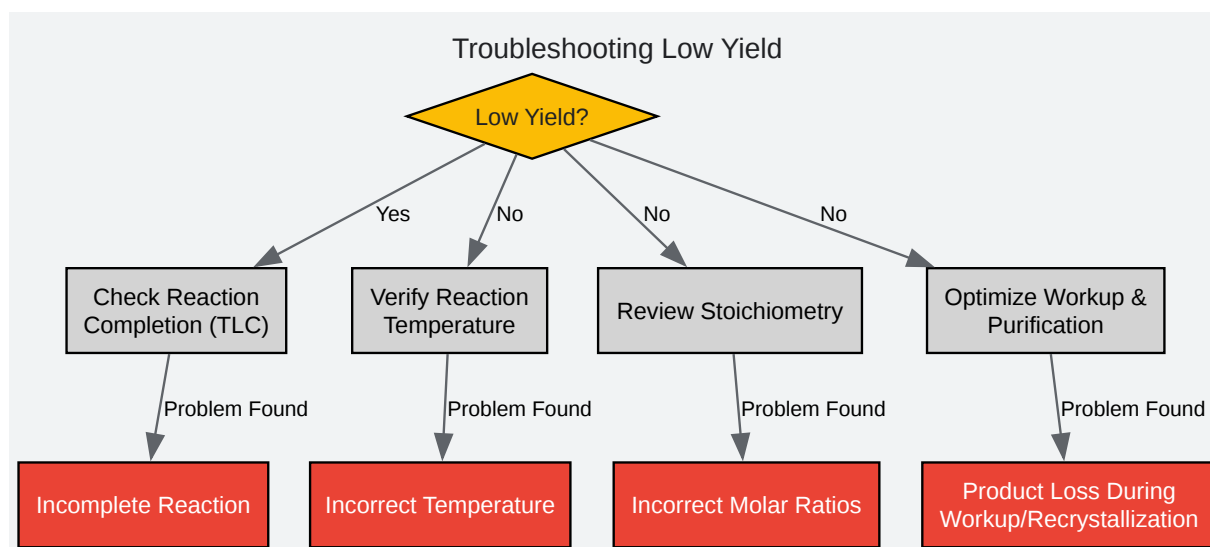 Troubleshooting Low Yield
Low Yield?
Yes
No
No
No
Check Reaction
Completion (TLC)
Verify Reaction
Temperature
Review Stoichiometry
Optimize Workup &
Purification
Problem Found
Problem Found
Problem Found
Problem Found
Incomplete Reaction
Incorrect Temperature
Incorrect Molar Ratios
Product Loss During
Workup/Recrystallization